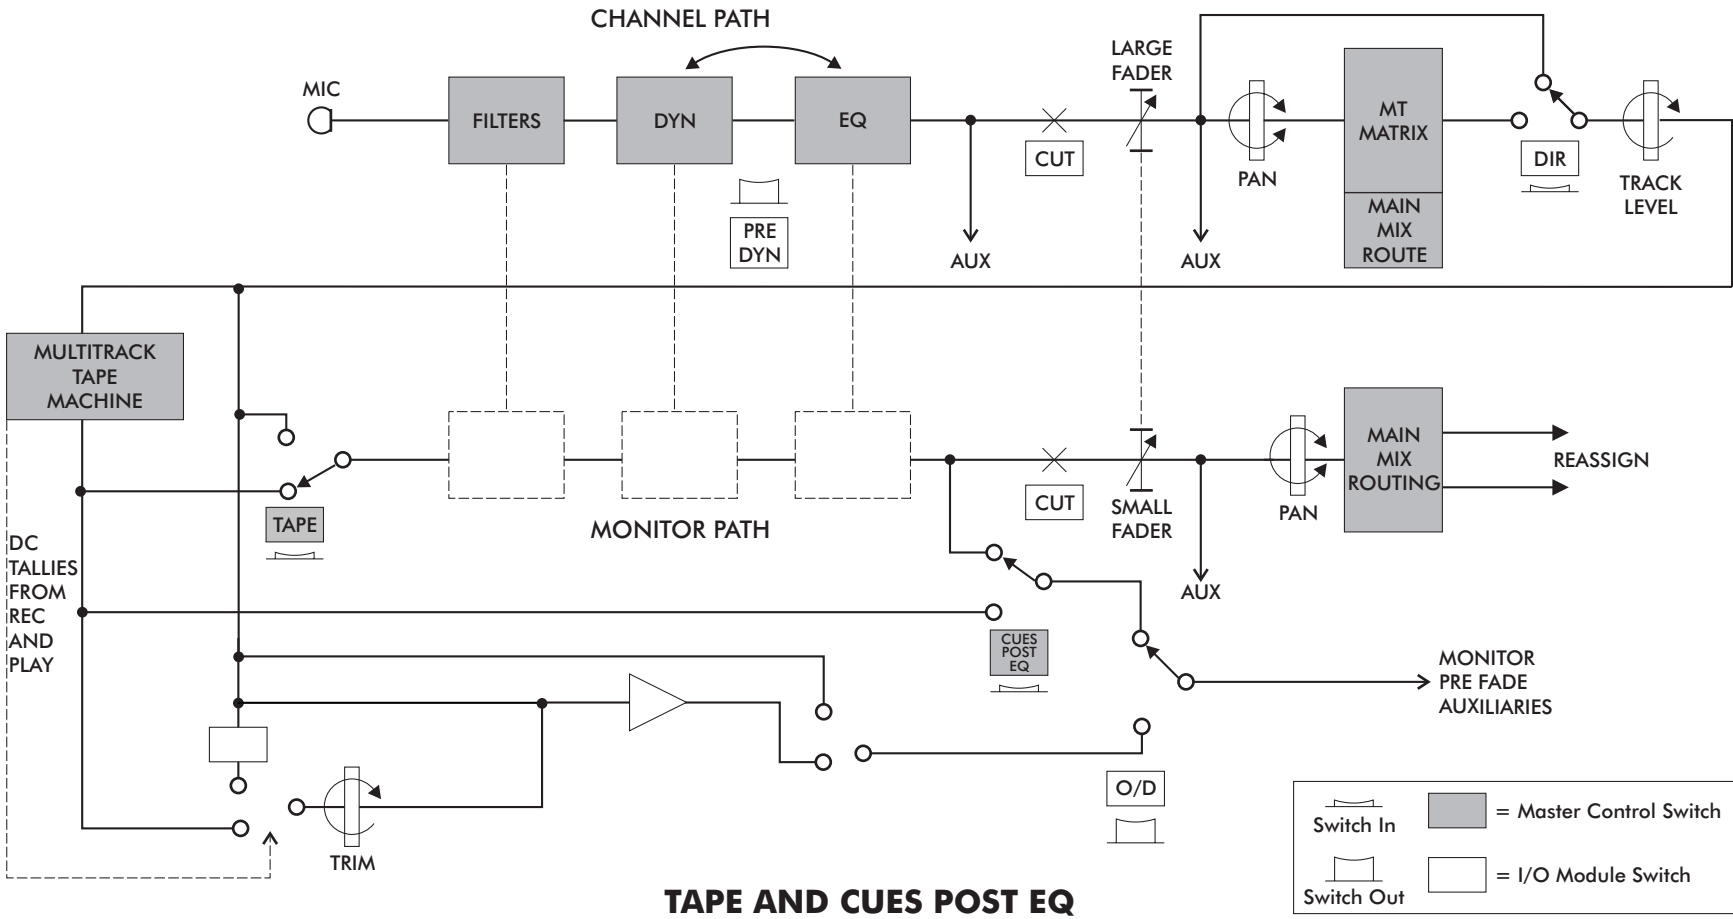 CHANNEL PATH
MIC
FILTERS
DYN
EQ
PRE
DYN
AUX
CUT
LARGE
FADER
AUX
PAN
MT
MATRIX
MAIN
MIX
ROUTE
DIR
TRACK
LEVEL
MULTITRACK
TAPE
MACHINE
TAPE
MONITOR PATH
CUT
SMALL
FADER
AUX
PAN
MAIN
MIX
ROUTING
REASSIGN
DC
TALLIES
FROM
REC
AND
PLAY
CUES
POST
EQ
MONITOR
PRE FADE
AUXILIARIES
O/D
TRIM
Switch In
= Master Control Switch
Switch Out
= I/O Module Switch
TAPE AND CUES POST EQ